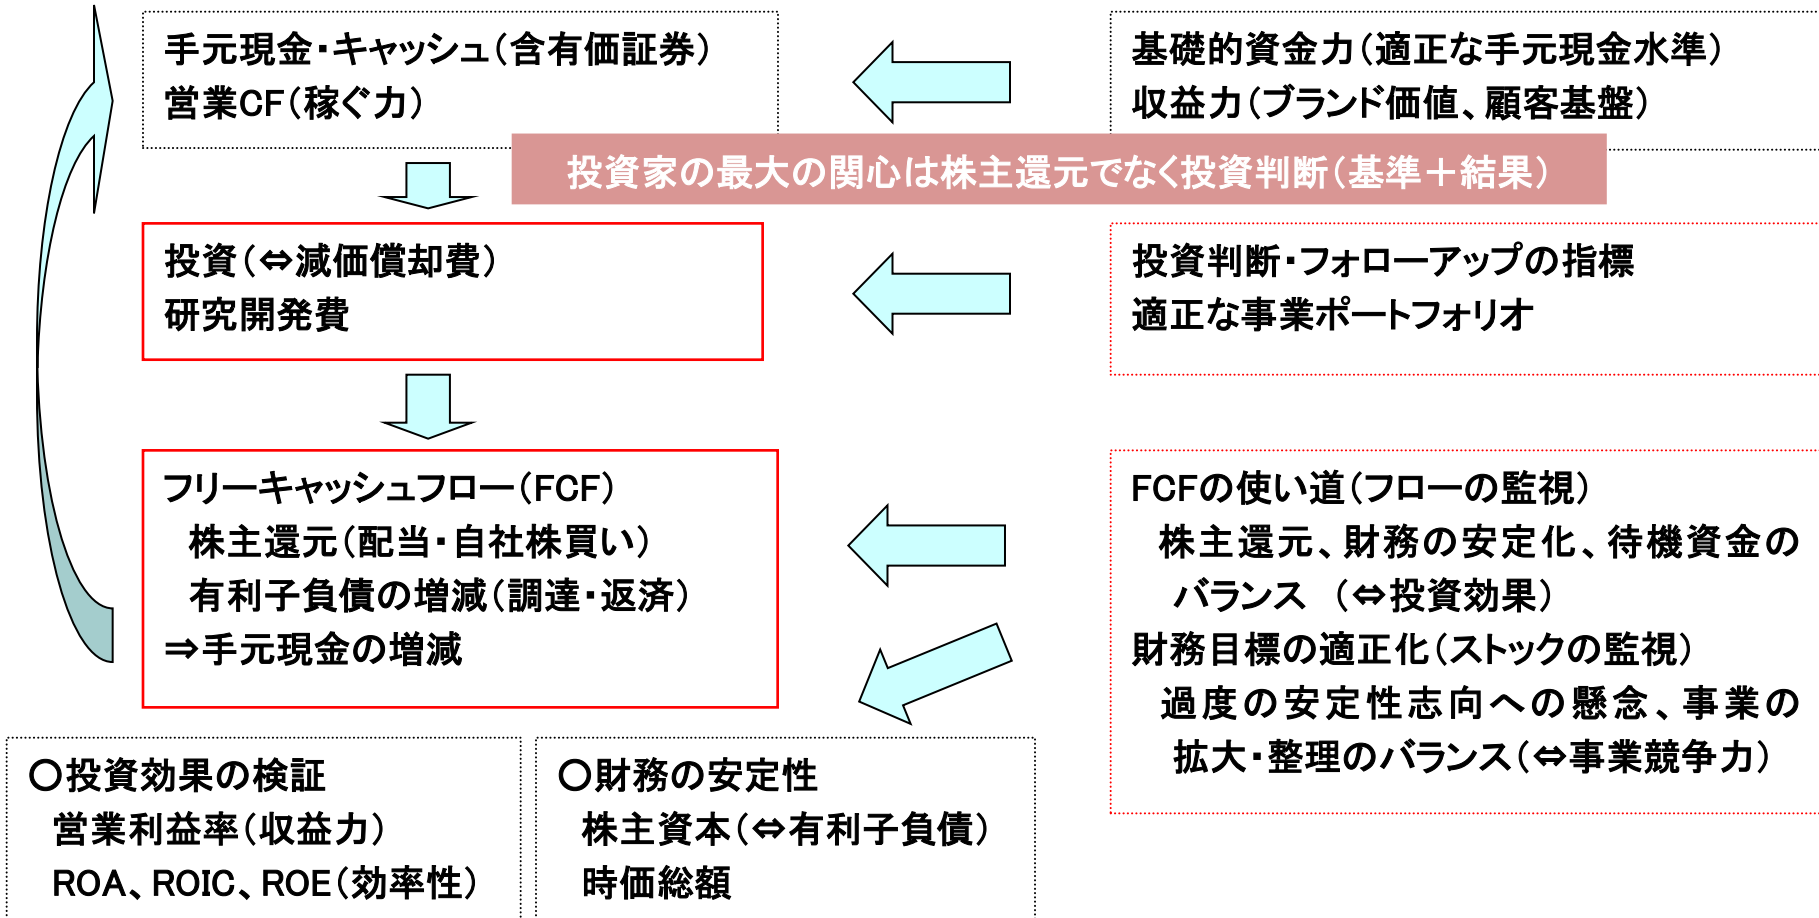 手元現金・キャッシュ（含有価証券）
営業CF（稼ぐ力）
基礎的資金力（適正な手元現金水準）
収益力（ブランド価値、顧客基盤）
投資家の最大の関心は株主還元でなく投資判断（基準＋結果）
投資（⇔減価償却費）
研究開発費
投資判断・フォローアップの指標
適正な事業ポートフォリオ
フリーキャッシュフロー（FCF）
株主還元（配当・自社株買い）
有利子負債の増減（調達・返済）
⇒手元現金の増減
FCFの使い道（フローの監視）
株主還元、財務の安定化、待機資金の
バランス　（⇔投資効果）
財務目標の適正化（ストックの監視）
過度の安定性志向への懸念、事業の
拡大・整理のバランス（⇔事業競争力）
〇投資効果の検証
営業利益率（収益力）
ROA、ROIC、ROE（効率性）
〇財務の安定性
株主資本（⇔有利子負債）
時価総額